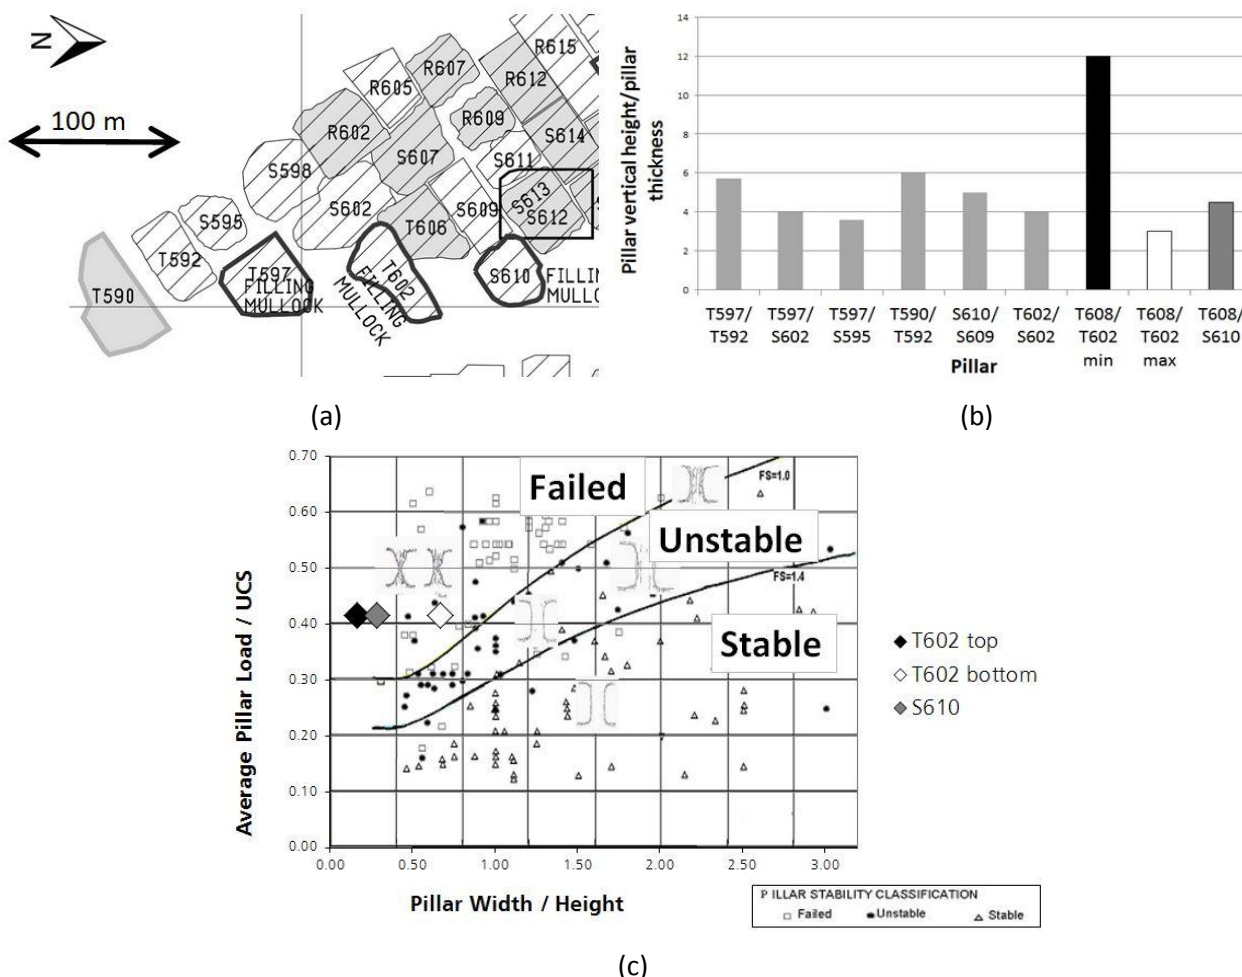 N
100 m
R615
R607
R605
R612
R609
R602
S614
S607
S611
S598
S613
S602
S609
S612
S595
T606
T592
T597
FILLING
MULLOCK
T602
FILLING
MULLOCK
S610
FILLING
T590
(a)
Pillar vertical height/pillar
thickness
14
12
10
8
6
4
2
0
T597/ T597/ T597/ T590/ S610/ T602/ T608/ T608/ T608/
T592 S602 S595 T592 S609 S602 T602 T602 S610
min max
Pillar
(b)
Average Pillar Load / UCS
0.70
0.60
0.50
0.40
0.30
0.20
0.10
0.00
Failed
FS=1.0
Unstable
FS=1.4
Stable
T602 top
T602 bottom
S610
0.00 0.50 1.00 1.50 2.00 2.50 3.00
Pillar Width / Height
P ILLAR STABILITY CLASSIFICATION
Failed Unstable Stable
(c)